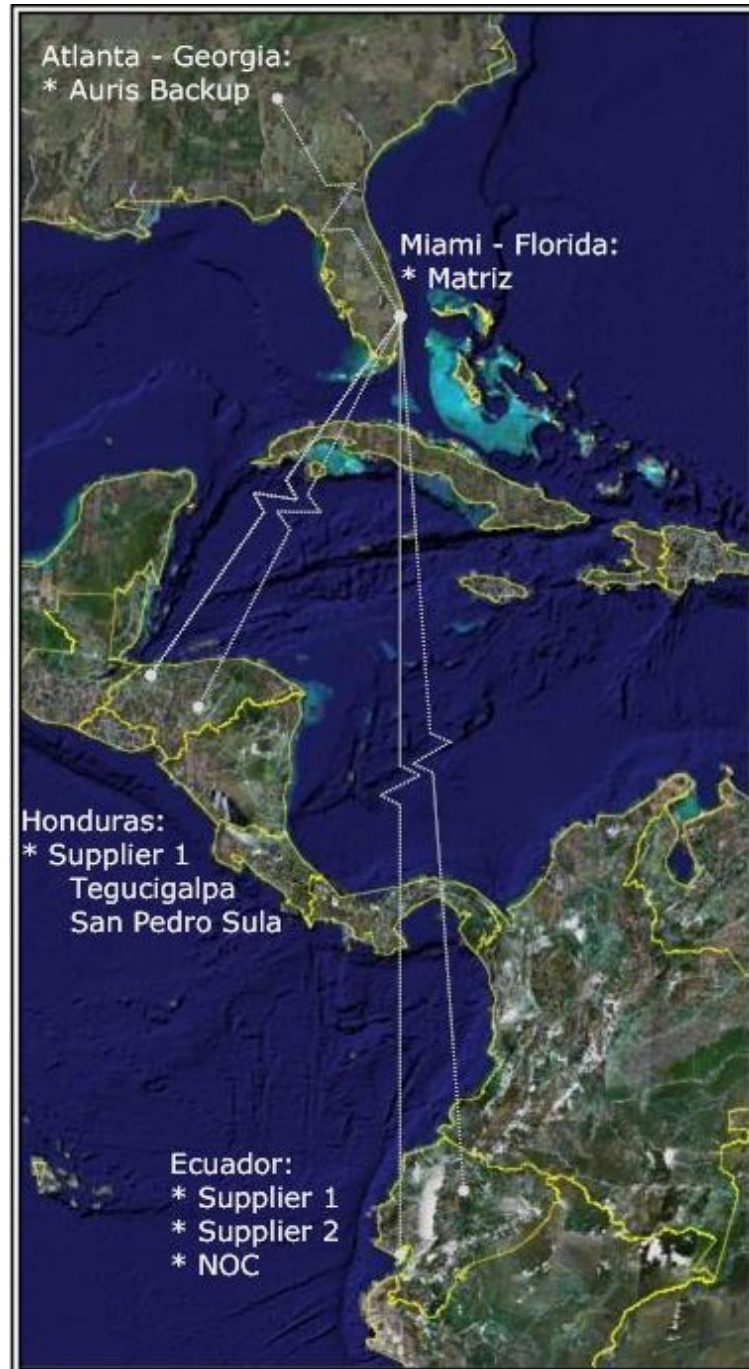 Atlanta - Georgia:
* Auris Backup
Miami - Florida:
* Matriz
Honduras:
* Supplier 1
Tegucigalpa
San Pedro Sula
Ecuador:
* Supplier 1
* Supplier 2
* NOC